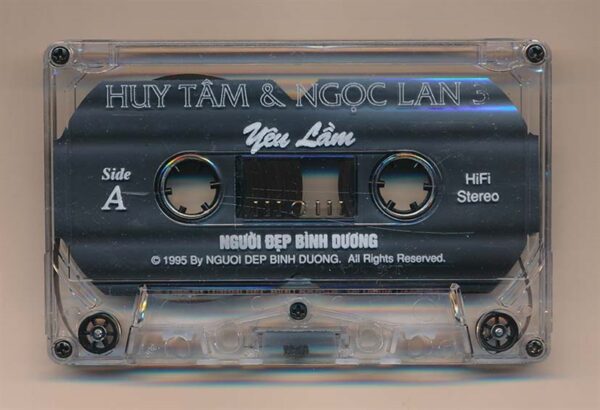 HUY TÂM & NGỌC LAN 3
Yêu Lầm
Side
A
HiFi
Stereo
NGƯỜI ĐẸP BÌNH DƯƠNG
© 1995 By NGUOI DEP BINH DUONG. All Rights Reserved.